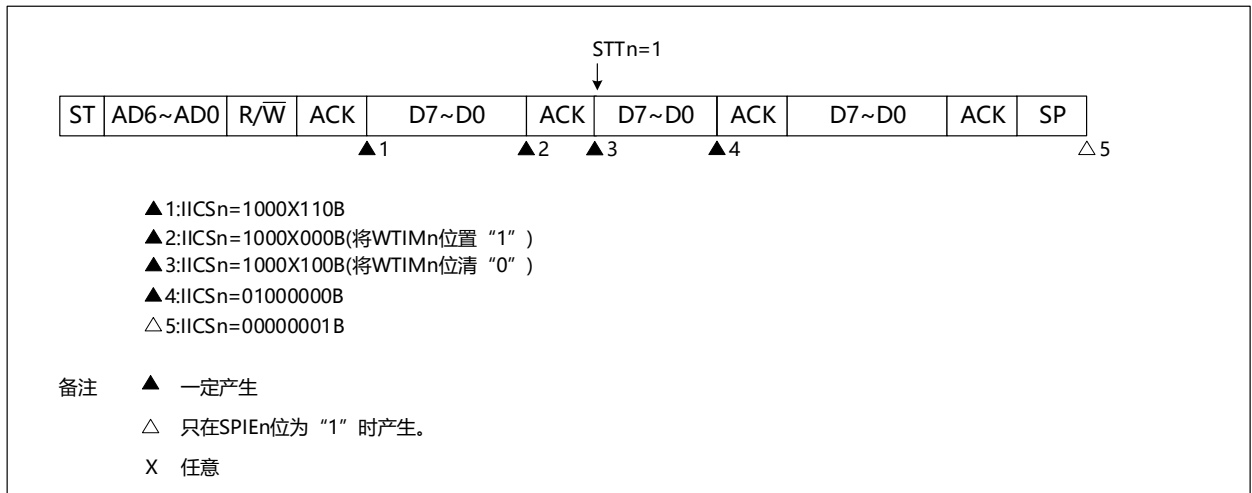 STTn=1
ST AD6~AD0 R/W̅ ACK D7~D0 ACK D7~D0 ACK D7~D0 ACK SP
▲1 ▲2 ▲3 ▲4 △5
▲1:IICSn=1000X110B
▲2:IICSn=1000X000B(将WTIMn位置“1”)
▲3:IICSn=1000X100B(将WTIMn位清“0”)
▲4:IICSn=01000000B
△5:IICSn=00000001B
备注 ▲ 一定产生
△ 只在SPIEn位为“1”时产生。
X 任意